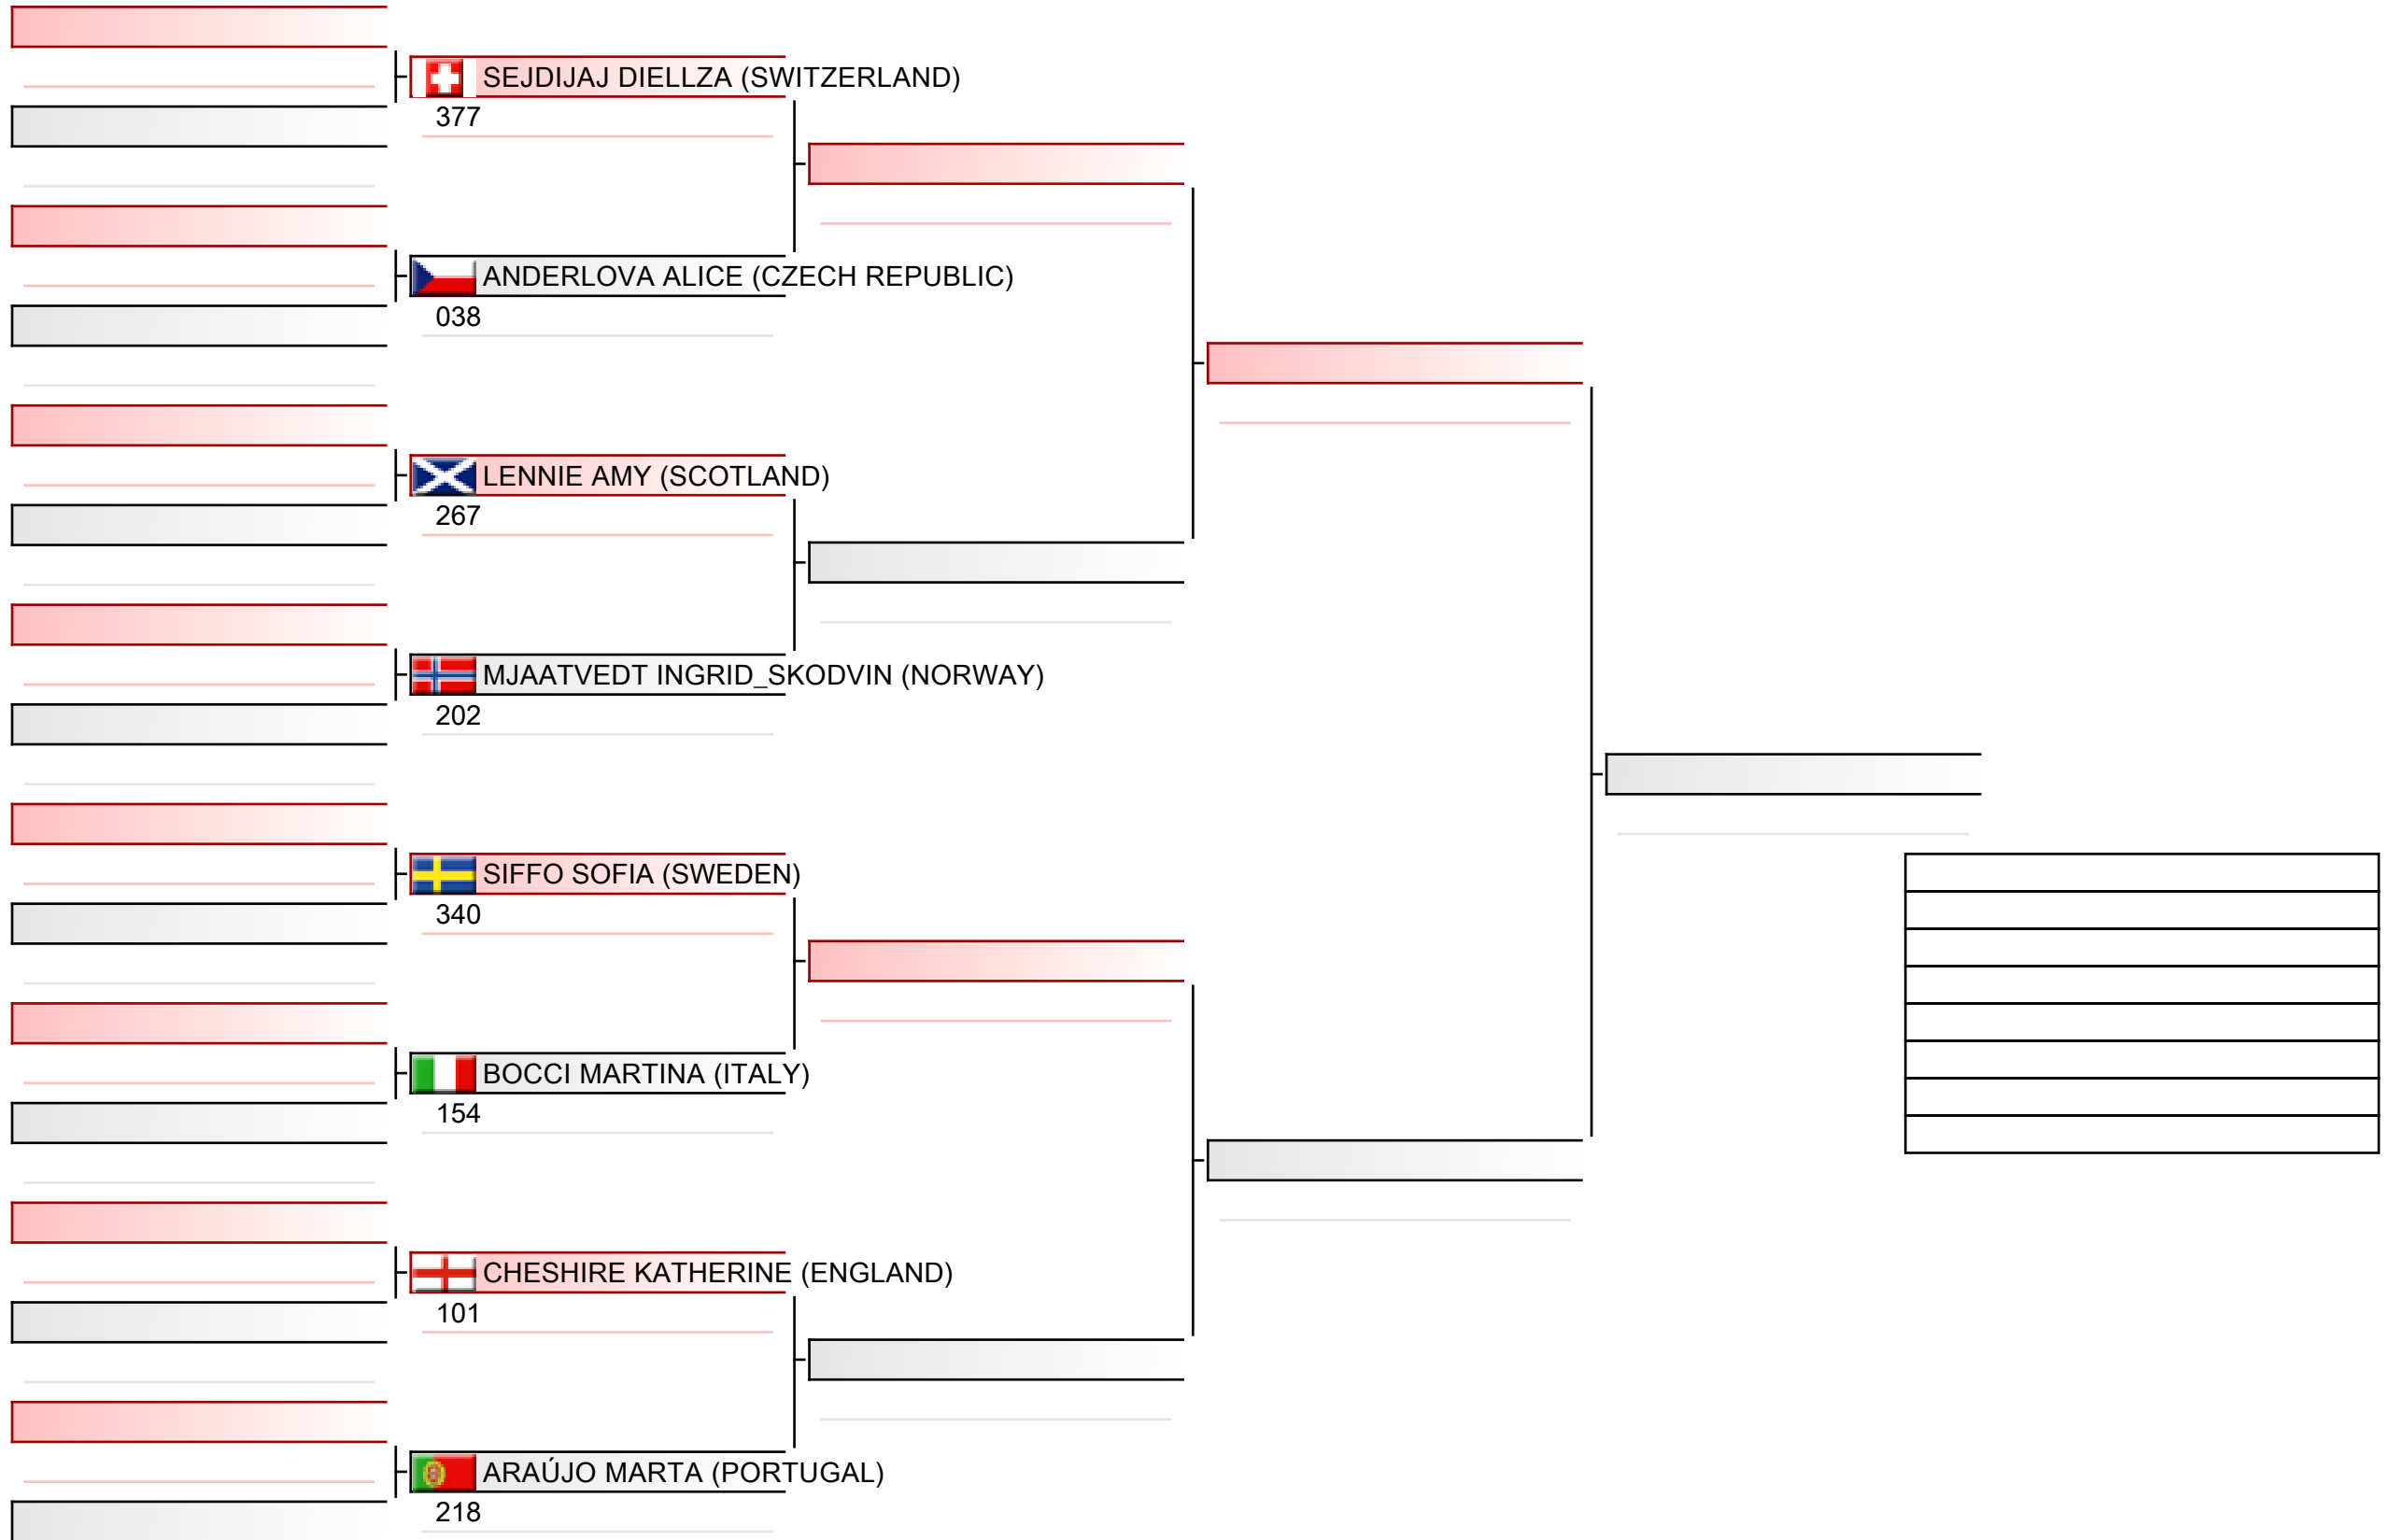 SEJDIJAJ DIELLZA (SWITZERLAND)
377
ANDERLOVA ALICE (CZECH REPUBLIC)
038
LENNIE AMY (SCOTLAND)
267
MJAATVEDT INGRID_SKODVIN (NORWAY)
202
SIFFO SOFIA (SWEDEN)
340
BOCCI MARTINA (ITALY)
154
CHESHIRE KATHERINE (ENGLAND)
101
ARAÚJO MARTA (PORTUGAL)
218